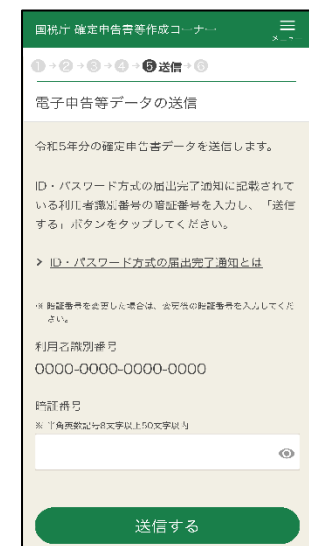 国税庁 確定申告書等作成コーナー
メニュー
1 → 2 → 3 → 4 → 5 送信 → 6
電子申告等データの送信
令和5年分の確定申告書データを送信します。
ID・パスワード方式の届出完了通知に記載されて
いる利用者識別番号の暗証番号を入力し、「送信
する」ボタンをタップしてください。
> ID・パスワード方式の届出完了通知とは
※ 暗証番号を変更した場合は、変更後の暗証番号を入力してくだ
さい。
利用者識別番号
0000-0000-0000-0000
暗証番号
※ 半角英数記号8文字以上50文字以内
送信する